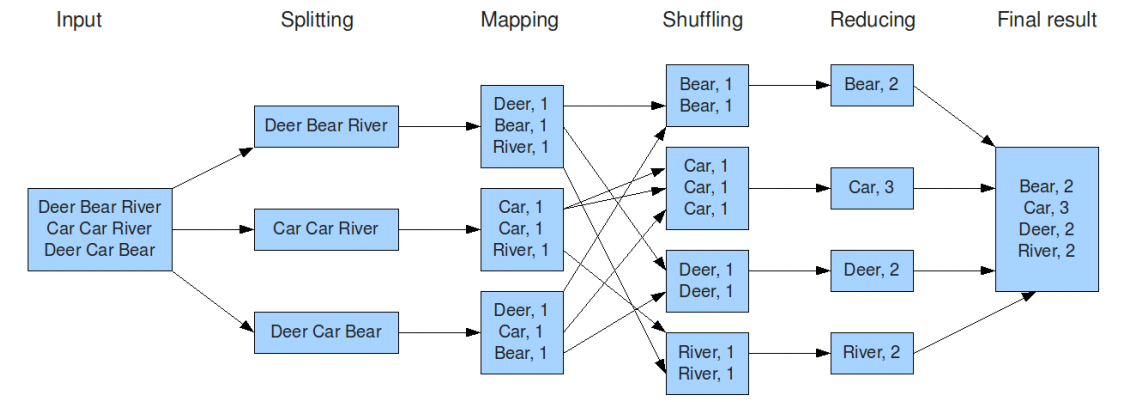 Input
Splitting
Mapping
Shuffling
Reducing
Final result
Deer Bear River
Car Car River
Deer Car Bear
Deer Bear River
Car Car River
Deer Car Bear
Deer, 1
Bear, 1
River, 1
Car, 1
Car, 1
River, 1
Deer, 1
Car, 1
Bear, 1
Bear, 1
Bear, 1
Car, 1
Car, 1
Car, 1
Deer, 1
Deer, 1
River, 1
River, 1
Bear, 2
Car, 3
Deer, 2
River, 2
Bear, 2
Car, 3
Deer, 2
River, 2